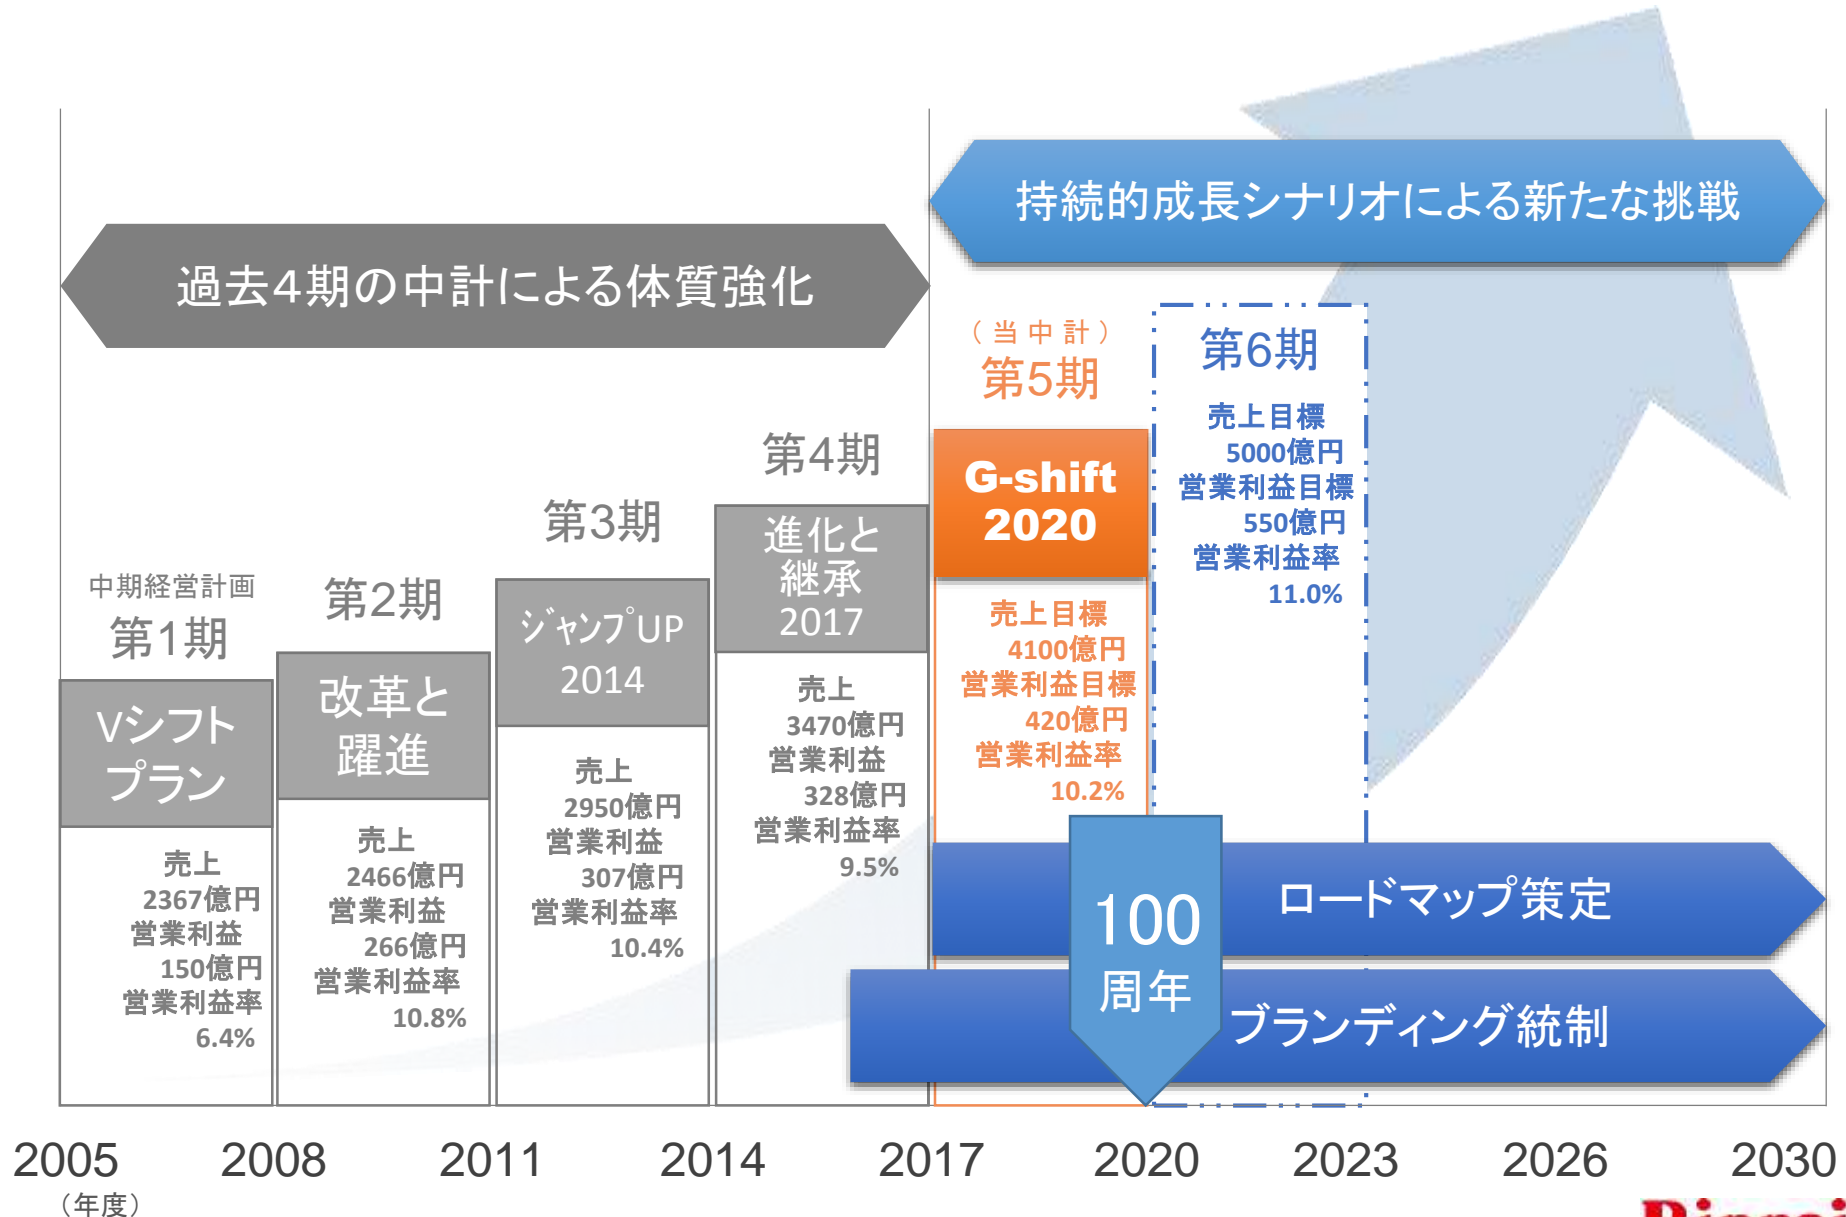 持続的成長シナリオによる新たな挑戦
過去4期の中計による体質強化
中期経営計画
第1期
Vシフト
プラン
売上
2367億円
営業利益
150億円
営業利益率
6.4%
第2期
改革と
躍進
売上
2466億円
営業利益
266億円
営業利益率
10.8%
第3期
ジャンプUP
2014
売上
2950億円
営業利益
307億円
営業利益率
10.4%
第4期
進化と
継承
2017
売上
3470億円
営業利益
328億円
営業利益率
9.5%
(当中計)
第5期
G-shift
2020
売上目標
4100億円
営業利益目標
420億円
営業利益率
10.2%
第6期
売上目標
5000億円
営業利益目標
550億円
営業利益率
11.0%
100
周年
ロードマップ策定
ブランディング統制
2005 2008 2011 2014 2017 2020 2023 2026 2030
(年度)